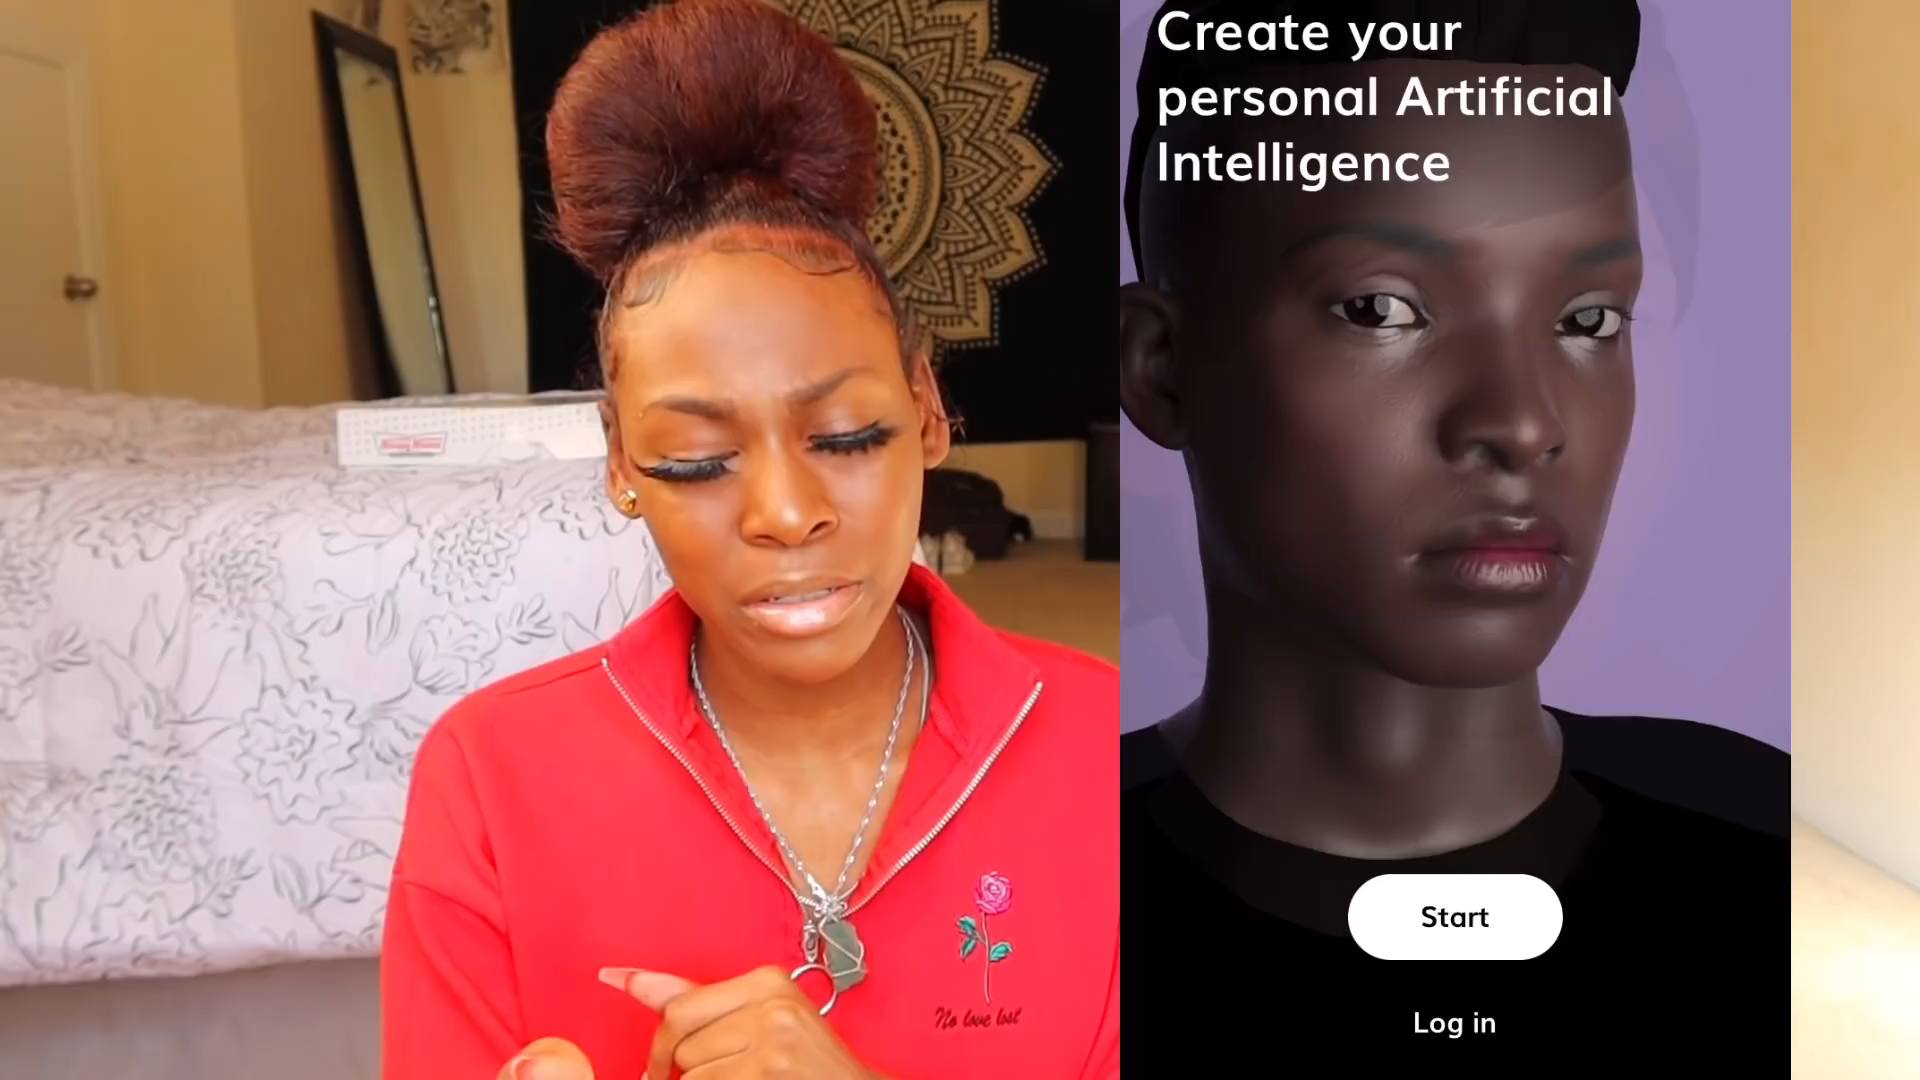 Create your
personal Artificial
Intelligence
Start
Log in
No love lost